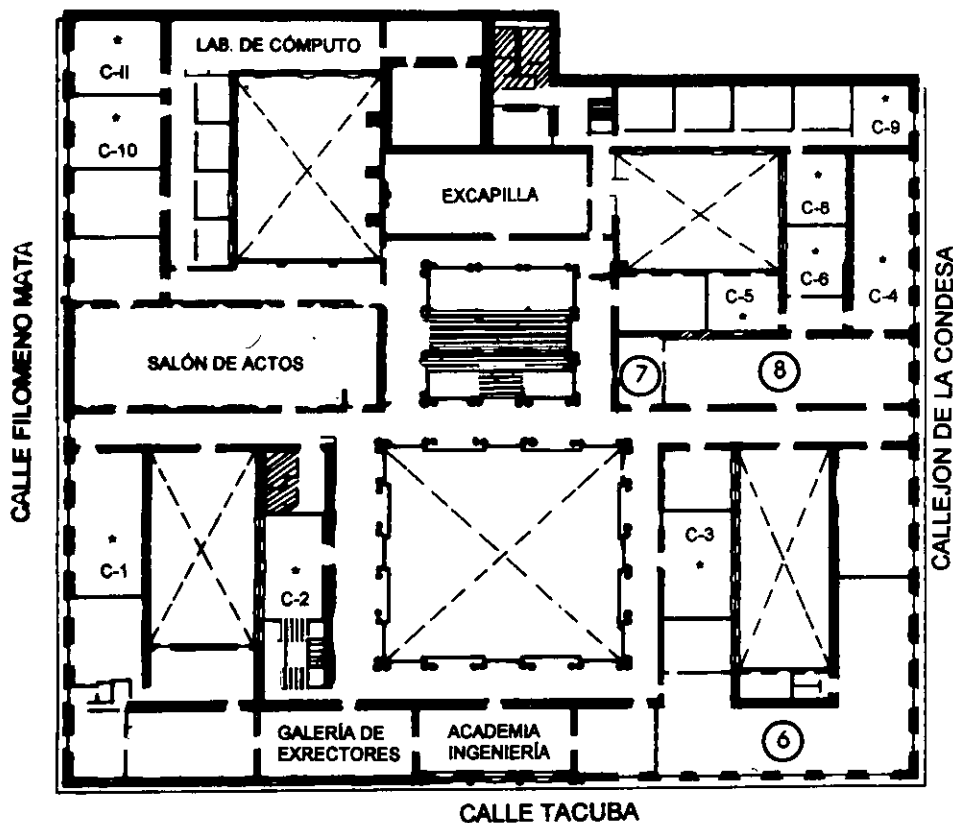 LAB. DE CÓMPUTO
*
C-11
*
C-10
*
C-9
EXCAPILLA
*
C-8
*
C-6
*
C-4
C-5
*
SALÓN DE ACTOS
7
8
CALLE FILOMENO MATA
CALLEJON DE LA CONDESA
*
C-1
*
C-2
C-3
*
GALERÍA DE
EXRECTORES
ACADEMIA
INGENIERÍA
6
CALLE TACUBA